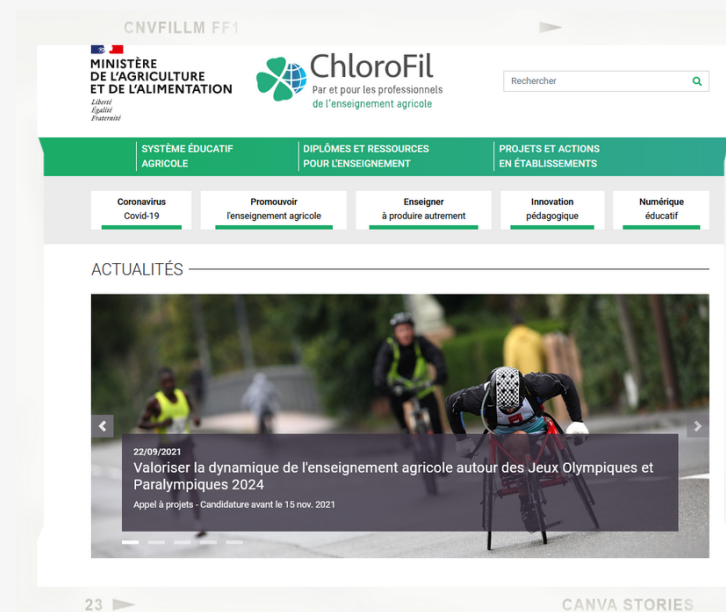 CNVFILLM FF1
MINISTÈRE
DE L'AGRICULTURE
ET DE L'ALIMENTATION
Liberté
Égalité
Fraternité
ChloroFil
Par et pour les professionnels
de l'enseignement agricole
Rechercher
SYSTÈME ÉDUCATIF
AGRICOLE
DIPLÔMES ET RESSOURCES
POUR L'ENSEIGNEMENT
PROJETS ET ACTIONS
EN ÉTABLISSEMENTS
Coronavirus
Covid-19
Promouvoir
l'enseignement agricole
Enseigner
à produire autrement
Innovation
pédagogique
Numérique
éducatif
ACTUALITÉS
22/09/2021
Valoriser la dynamique de l'enseignement agricole autour des Jeux Olympiques et
Paralympiques 2024
Appel à projets - Candidature avant le 15 nov. 2021
23
CANVA STORIES